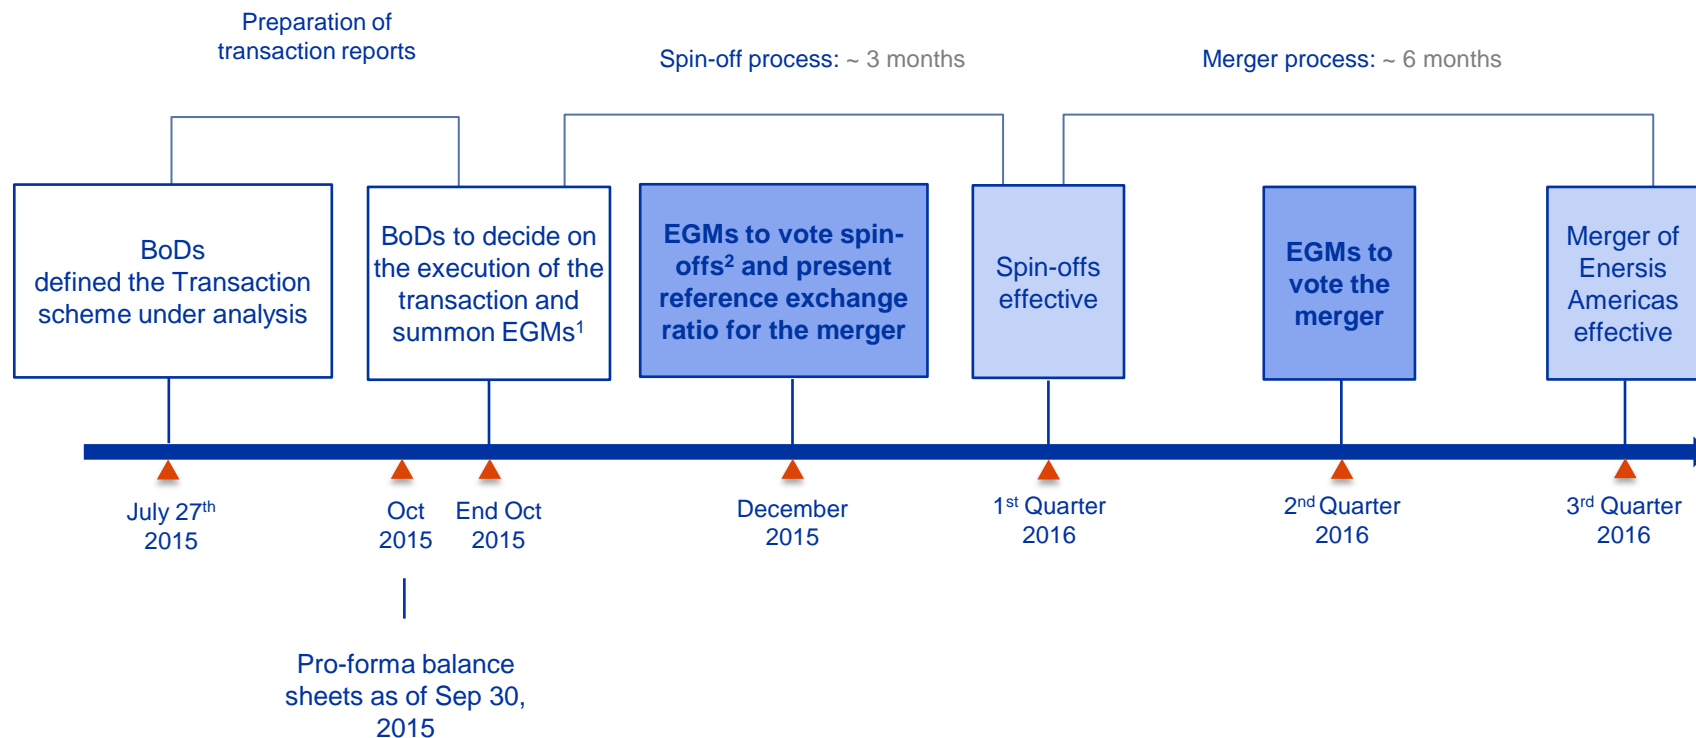 Preparation of
transaction reports
Spin-off process: ~ 3 months
Merger process: ~ 6 months
BoDs
defined the Transaction
scheme under analysis
BoDs to decide on
the execution of the
transaction and
summon EGMs¹
EGMs to vote spin-
offs² and present
reference exchange
ratio for the merger
Spin-offs
effective
EGMs to
vote the
merger
Merger of
Enersis
Americas
effective
July 27th
2015
Oct
2015
End Oct
2015
December
2015
1st Quarter
2016
2nd Quarter
2016
3rd Quarter
2016
Pro-forma balance
sheets as of Sep 30,
2015